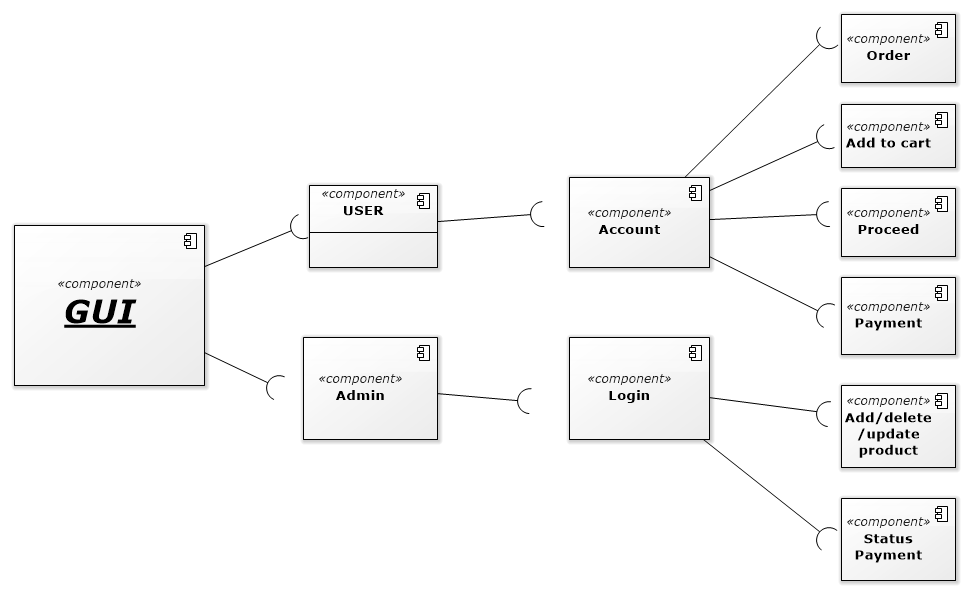 «component»
GUI
«component»
USER
«component»
Admin
«component»
Account
«component»
Login
«component»
Order
«component»
Add to cart
«component»
Proceed
«component»
Payment
«component»
Add/delete
/update
product
«component»
Status
Payment